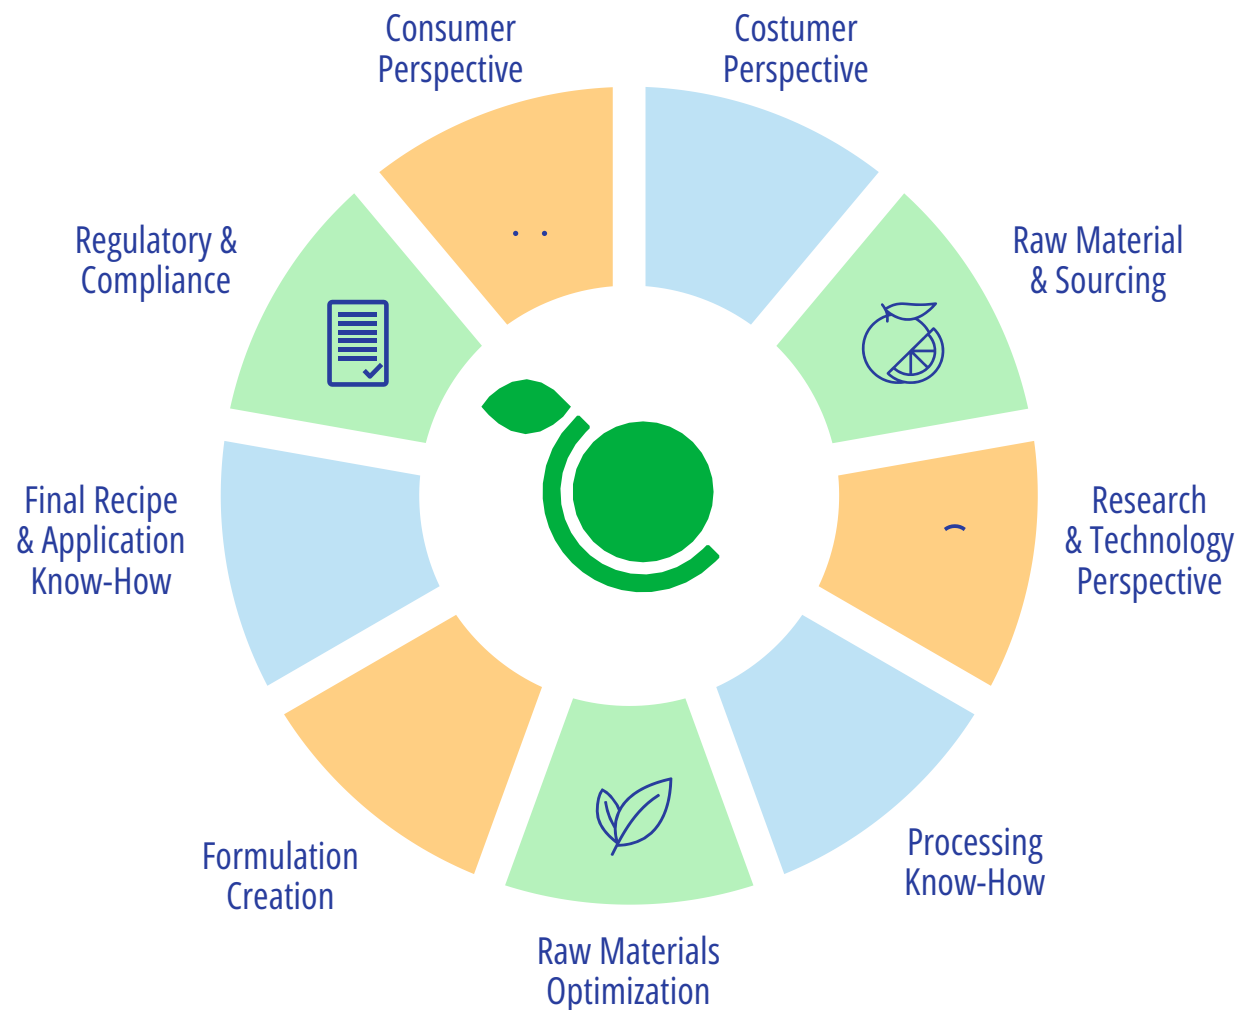 Consumer
Perspective
Costumer
Perspective
Raw Material
& Sourcing
Research
& Technology
Perspective
Processing
Know-How
Raw Materials
Optimization
Formulation
Creation
Final Recipe
& Application
Know-How
Regulatory &
Compliance